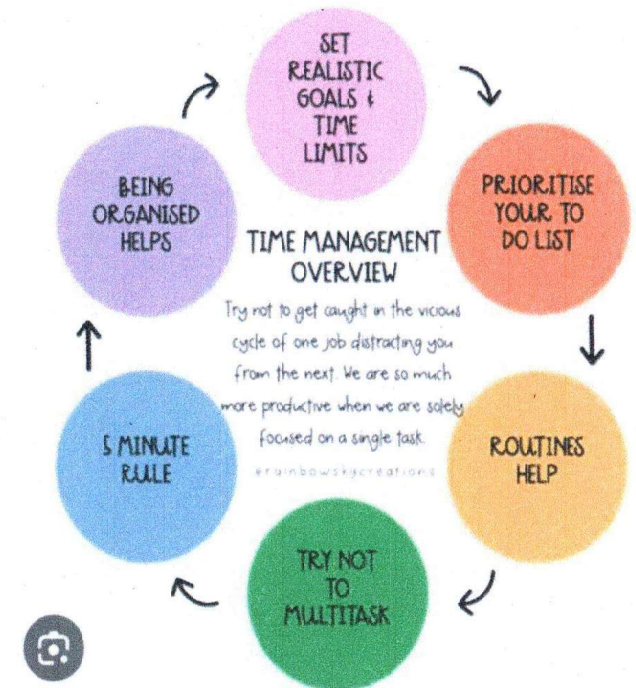 SET
REALISTIC
GOALS &
TIME
LIMITS
PRIORITISE
YOUR TO
DO LIST
ROUTINES
HELP
TRY NOT
TO
MULTITASK
5 MINUTE
RULE
BEING
ORGANISED
HELPS
TIME MANAGEMENT
OVERVIEW
Try not to get caught in the vicious
cycle of one job distracting you
from the next. We are so much
more productive when we are solely
focused on a single task.
@rainbowskycreations